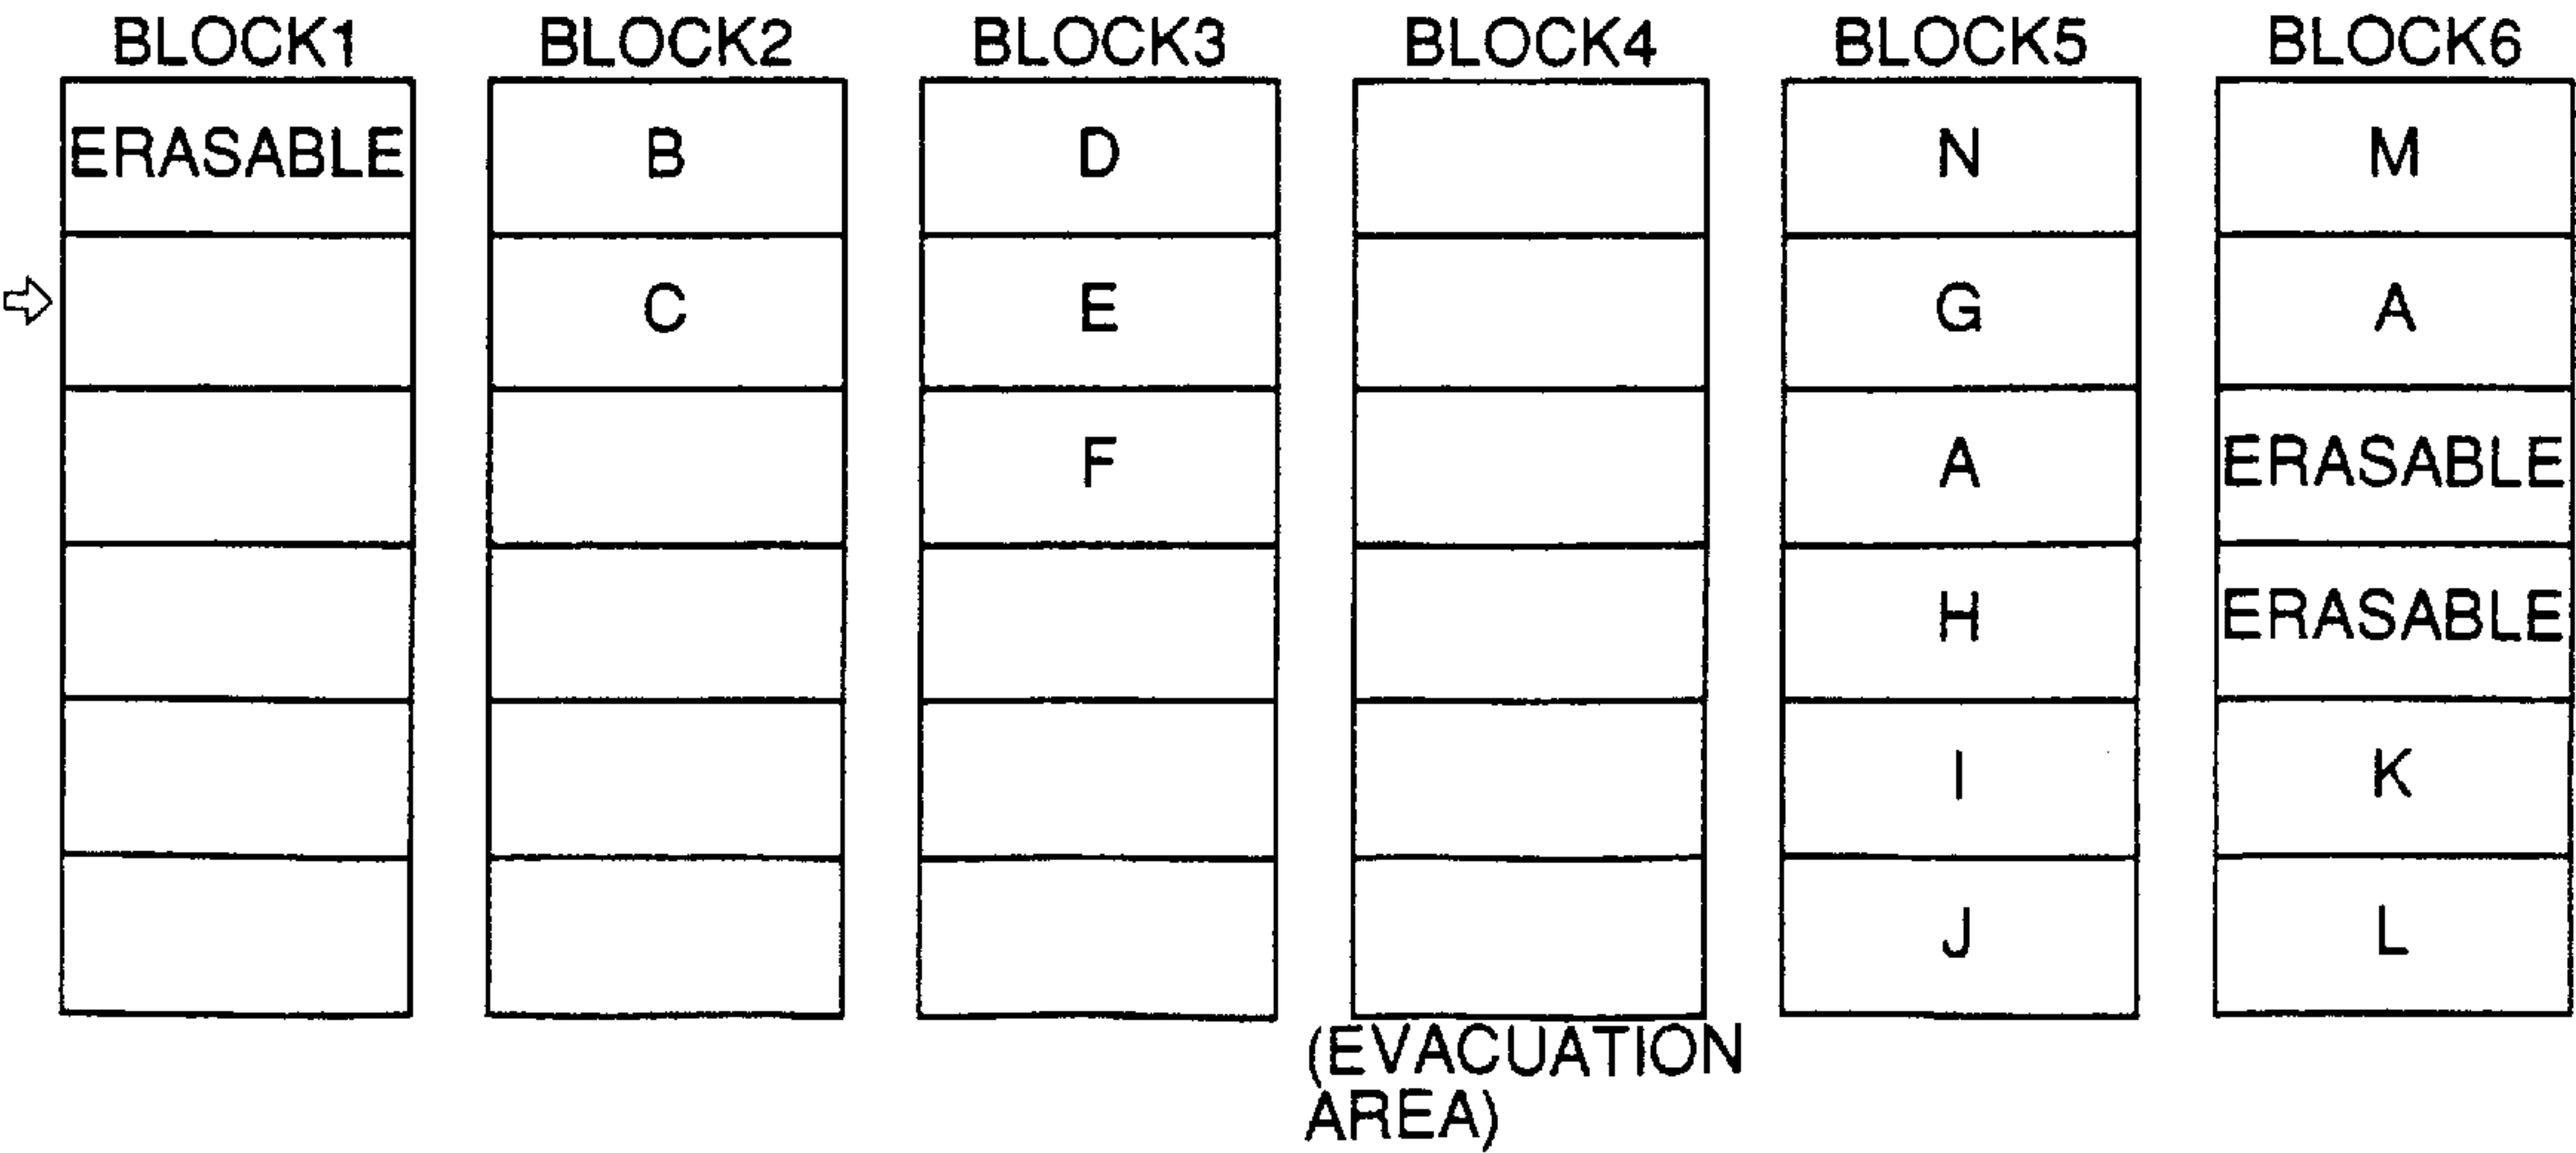 BLOCK1 BLOCK2 BLOCK3 BLOCK4 BLOCK5 BLOCK6
ERASABLE B D N M
C E G A
F A ERASABLE
H ERASABLE
I K
J L
(EVACUATION
AREA)